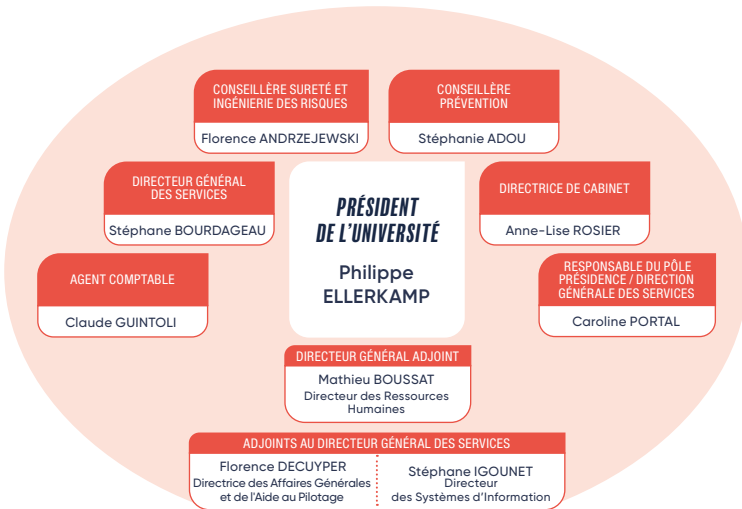 CONSEILLÈRE SURETÉ ET
INGÉNIERIE DES RISQUES
Florence ANDRZEJEWSKI
CONSEILLÈRE
PRÉVENTION
Stéphanie ADOU
DIRECTEUR GÉNÉRAL
DES SERVICES
Stéphane BOURDAGEAU
PRÉSIDENT
DE L'UNIVERSITÉ
Philippe
ELLERKAMP
DIRECTRICE DE CABINET
Anne-Lise ROSIER
AGENT COMPTABLE
Claude GUINTOLI
RESPONSABLE DU PÔLE
PRÉSIDENCE / DIRECTION
GÉNÉRALE DES SERVICES
Caroline PORTAL
DIRECTEUR GÉNÉRAL ADJOINT
Mathieu BOUSSAT
Directeur des Ressources
Humaines
ADJOINTS AU DIRECTEUR GÉNÉRAL DES SERVICES
Florence DECUYPER
Directrice des Affaires Générales
et de l'Aide au Pilotage
Stéphane IGOUNET
Directeur
des Systèmes d'Information